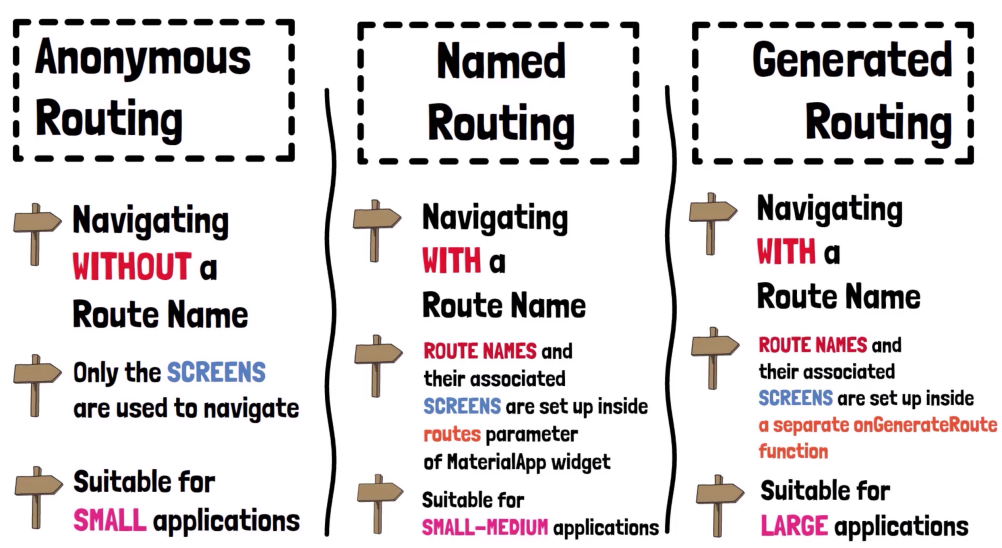 Anonymous
Routing
Navigating
WITHOUT a
Route Name
Only the SCREENS
are used to navigate
Suitable for
SMALL applications
Named
Routing
Navigating
WITH a
Route Name
ROUTE NAMES and
their associated
SCREENS are set up inside
routes parameter
of MaterialApp widget
Suitable for
SMALL-MEDIUM applications
Generated
Routing
Navigating
WITH a
Route Name
ROUTE NAMES and
their associated
SCREENS are set up inside
a separate onGenerateRoute
function
Suitable for
LARGE applications